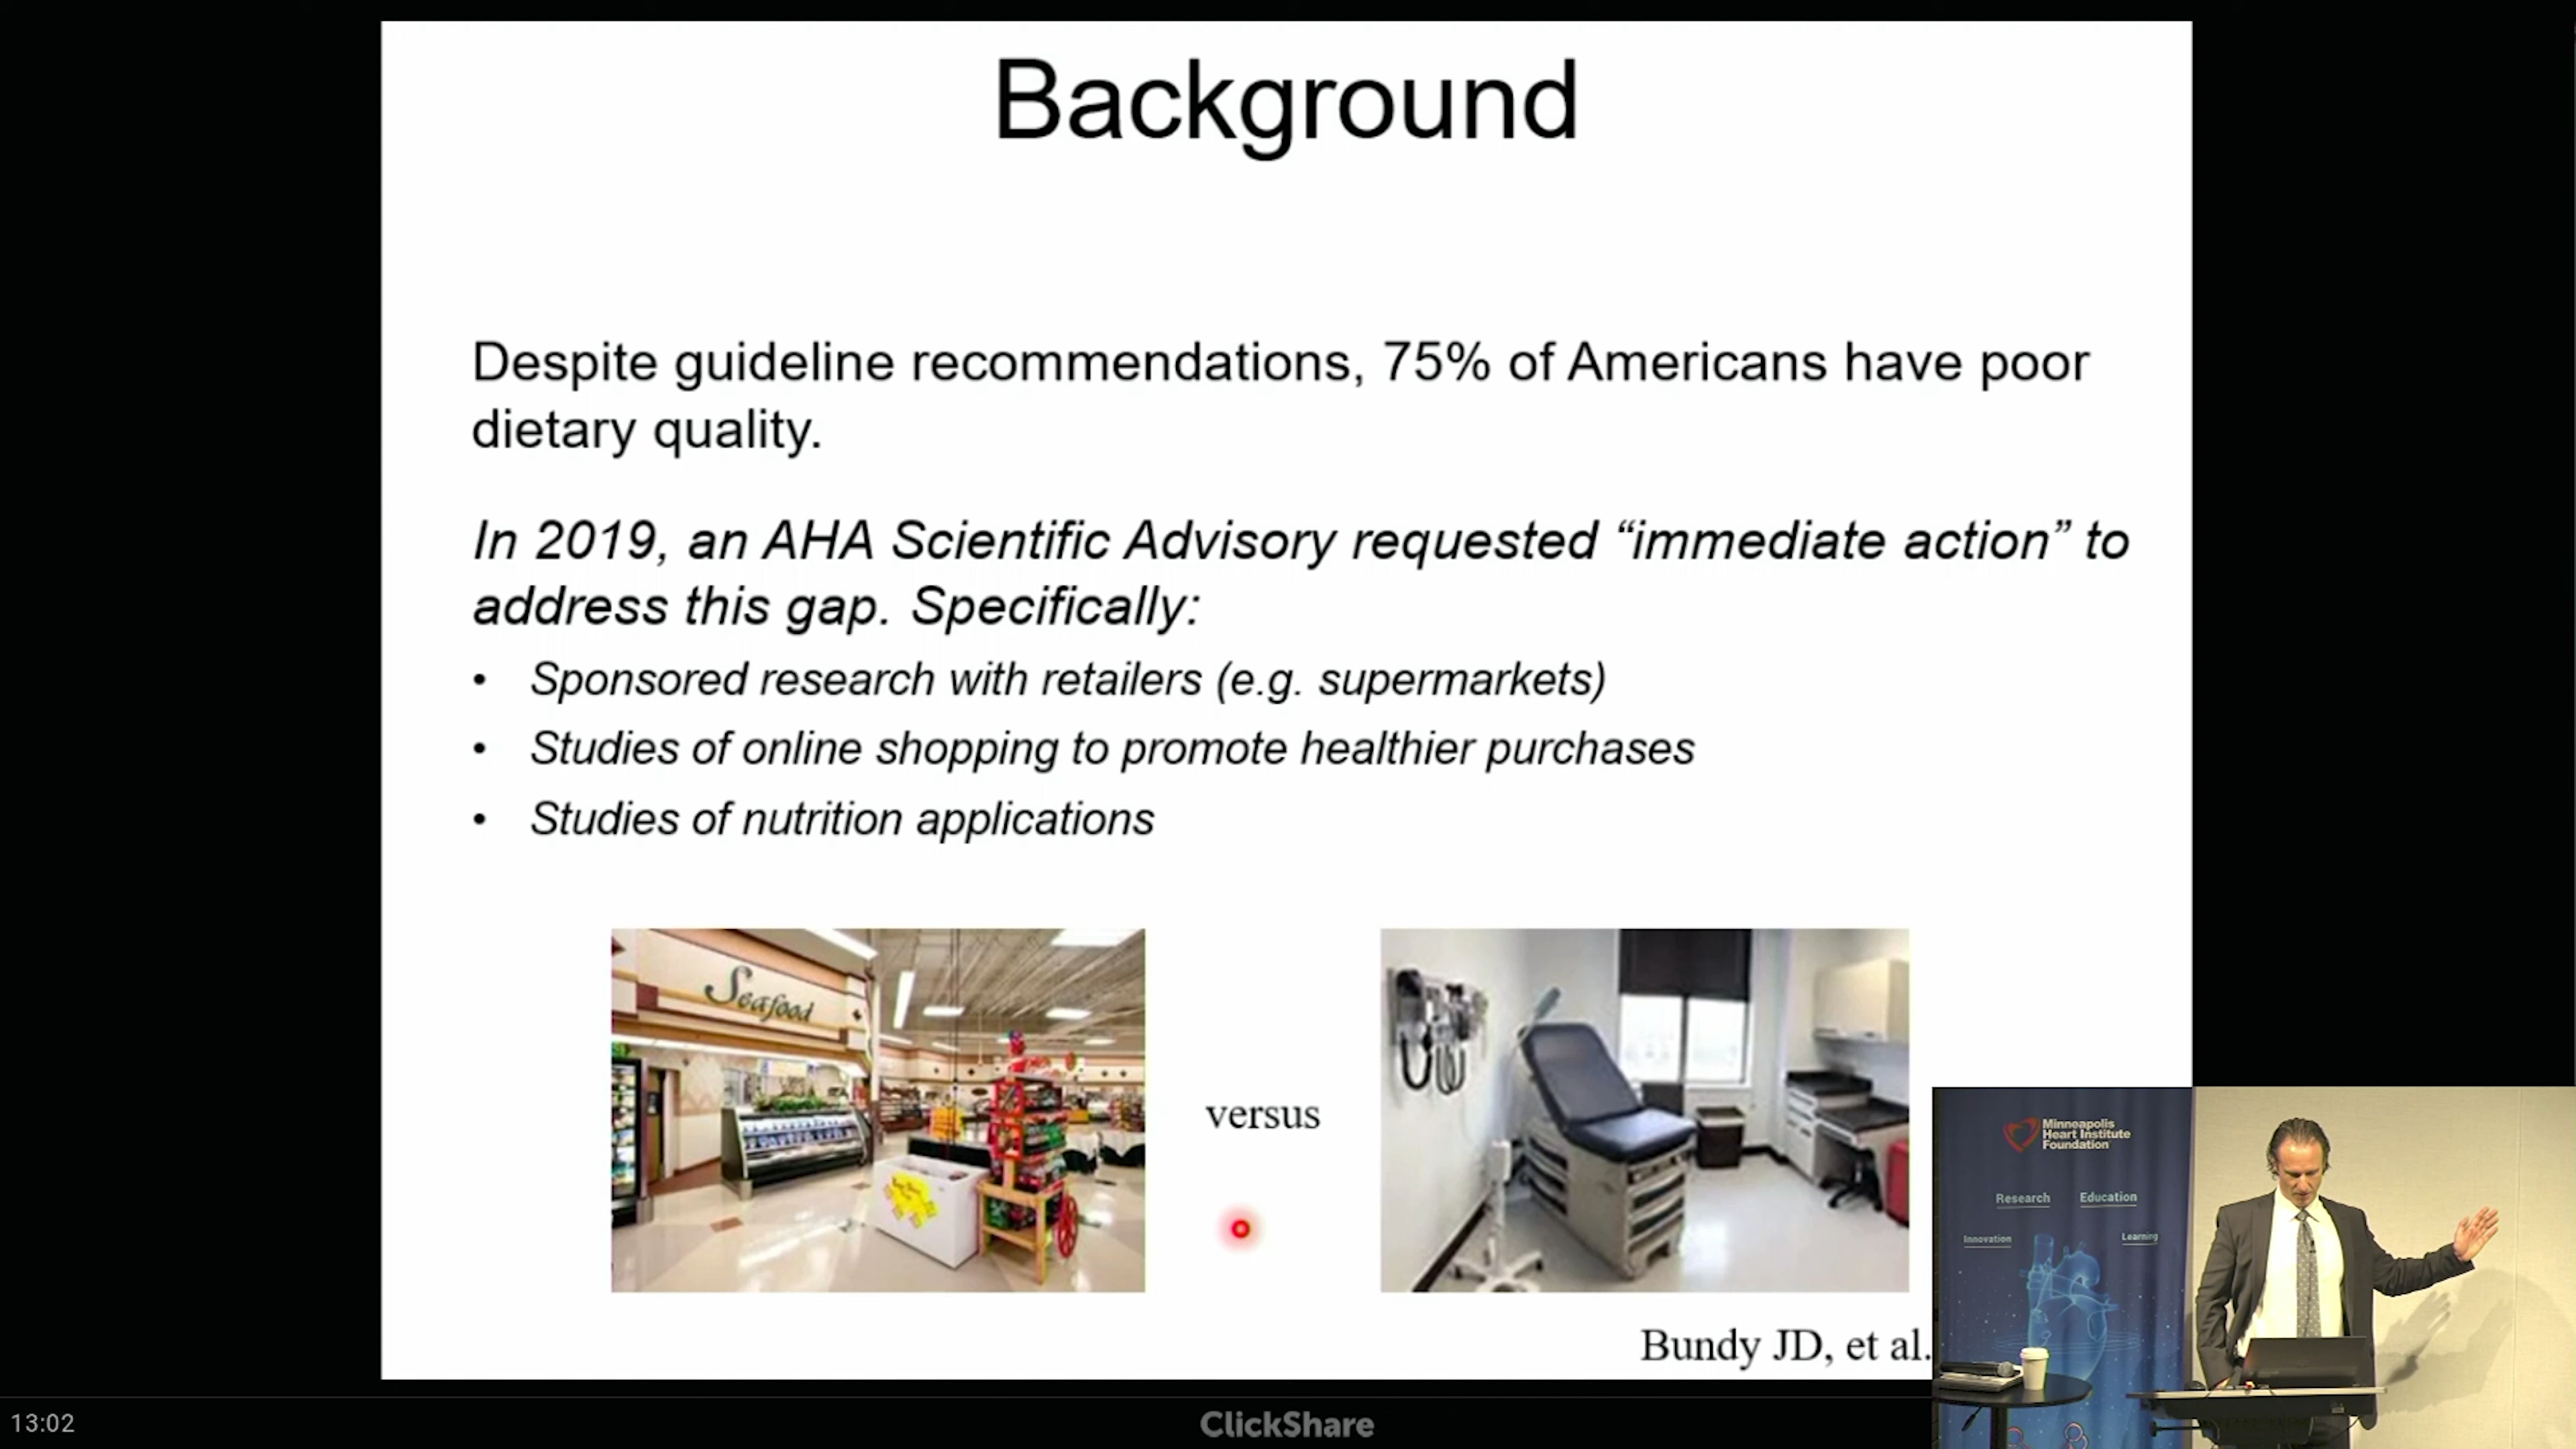 Background
Despite guideline recommendations, 75% of Americans have poor
dietary quality.
In 2019, an AHA Scientific Advisory requested “immediate action” to
address this gap. Specifically:
• Sponsored research with retailers (e.g. supermarkets)
• Studies of online shopping to promote healthier purchases
• Studies of nutrition applications
Seafood
versus
Bundy JD, et al.
Minneapolis
Heart Institute
Foundation
Research Education
Innovation Learning
13:02
ClickShare